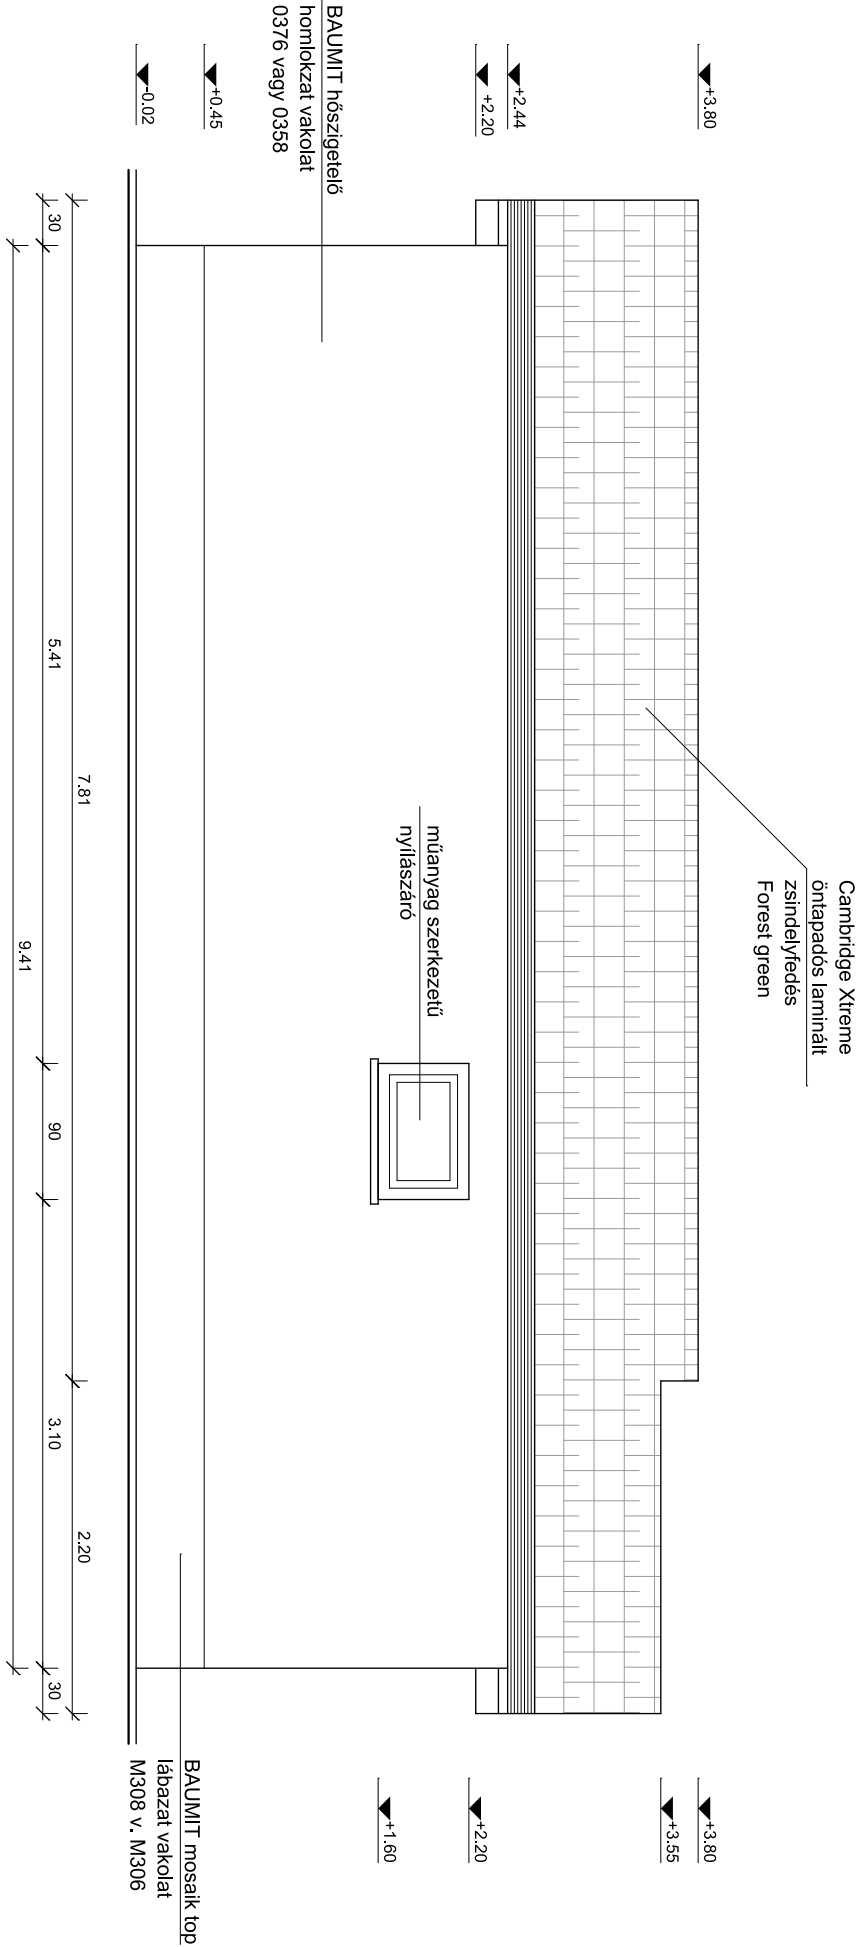 Cambridge Xtreme
öntapadós laminált
zsindelyfedés
Forest green
+3.80
+2.44
+2.20
+0.45
-0.02
BAUMIT hőszigetelő
homlokzat vakolat
0376 vagy 0358
műanyag szerkezetű
nyílászáró
+3.80
+3.55
+2.20
+1.60
BAUMIT mosaik top
lábazat vakolat
M308 v. M306
7.81
2.20
30
5.41
90
3.10
30
9.41